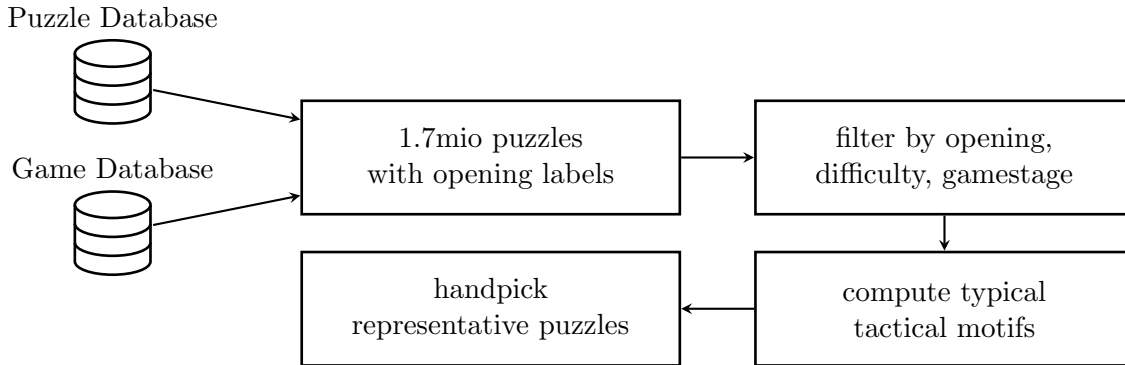 Puzzle Database
Game Database
1.7mio puzzles
with opening labels
filter by opening,
difficulty, gamestage
compute typical
tactical motifs
handpick
representative puzzles